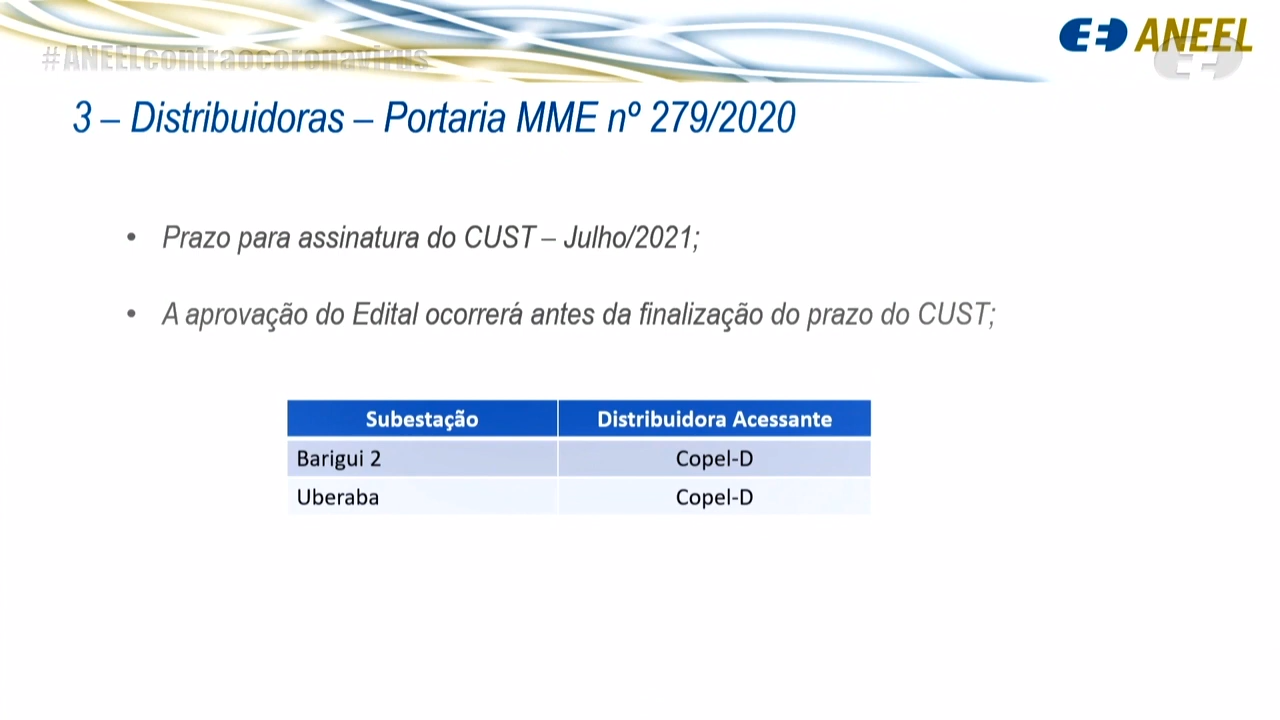 #ANEELcontraocoronavirus
ANEEL
3 – Distribuidoras – Portaria MME nº 279/2020
• Prazo para assinatura do CUST – Julho/2021;
• A aprovação do Edital ocorrerá antes da finalização do prazo do CUST;
Subestação Distribuidora Acessante
Barigui 2 Copel-D
Uberaba Copel-D